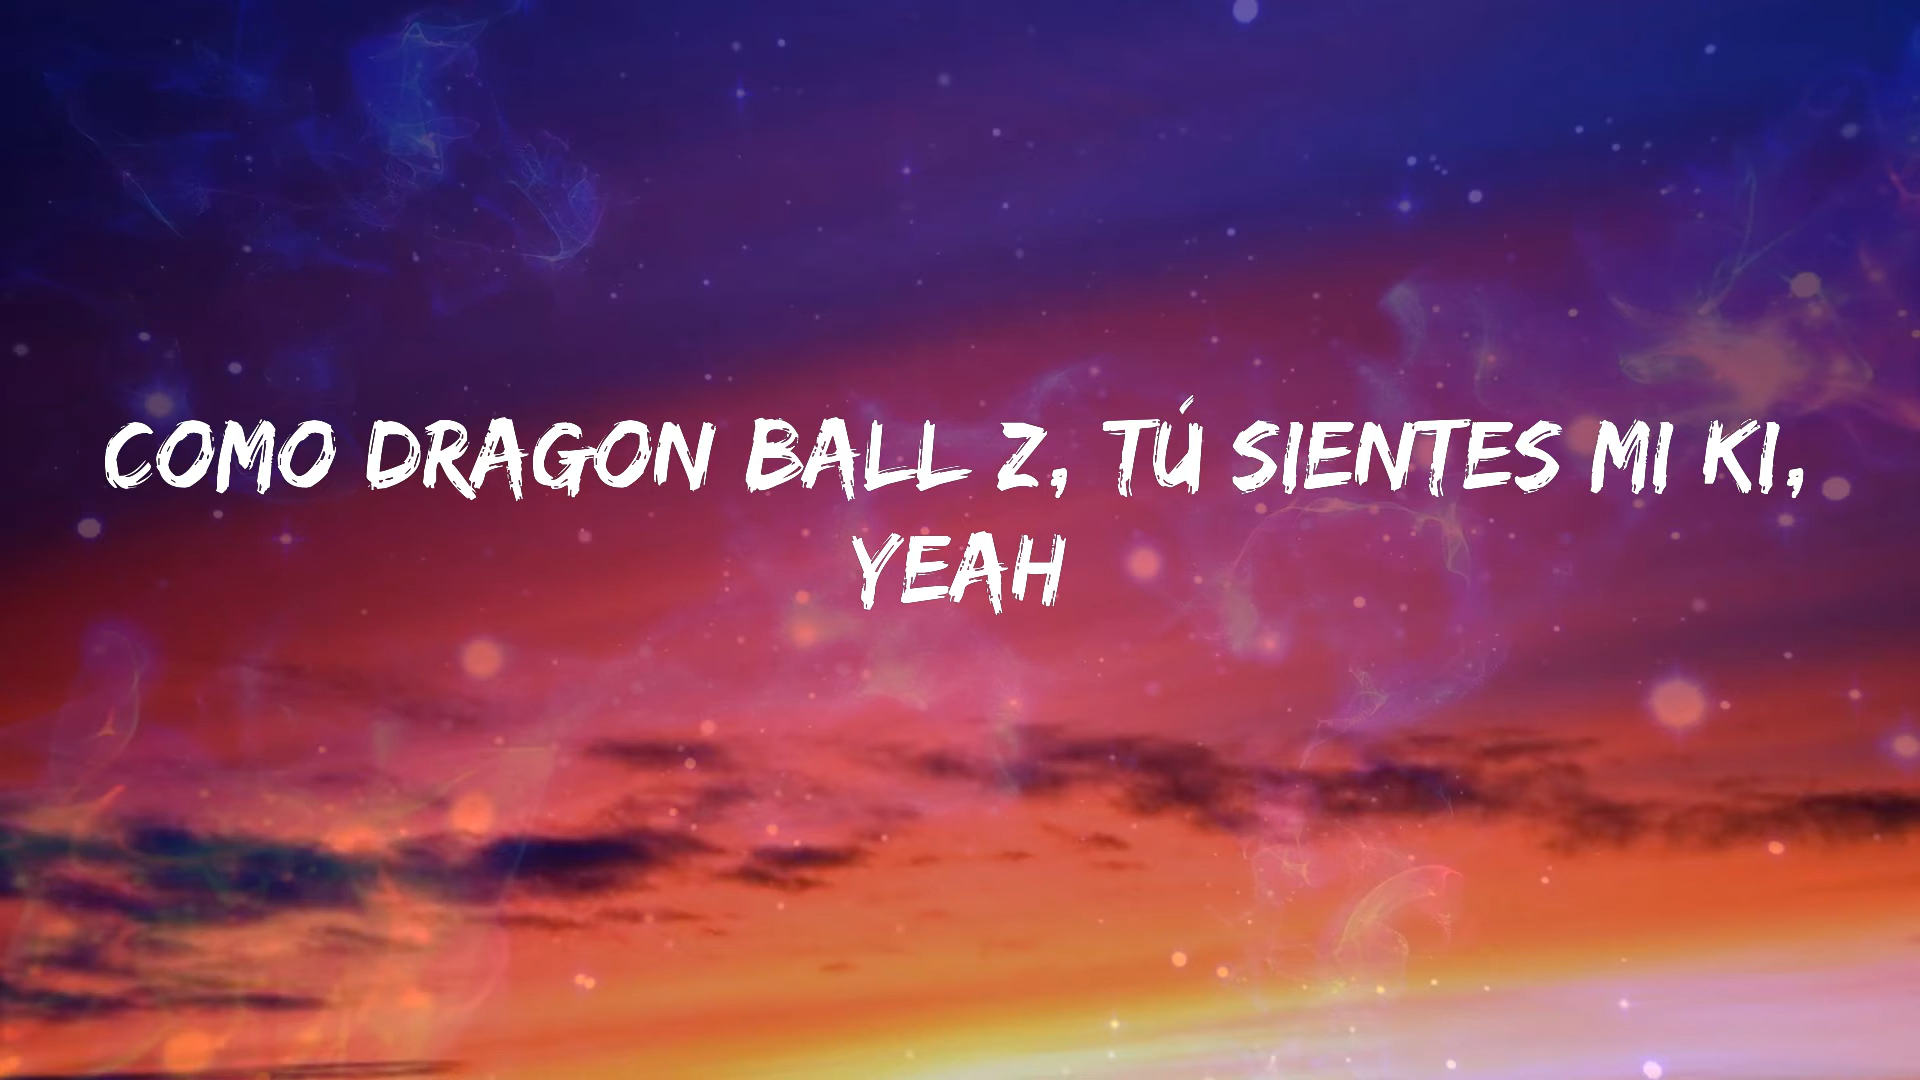 COMO DRAGON BALL Z, TÚ SIENTES MI KI,
YEAH